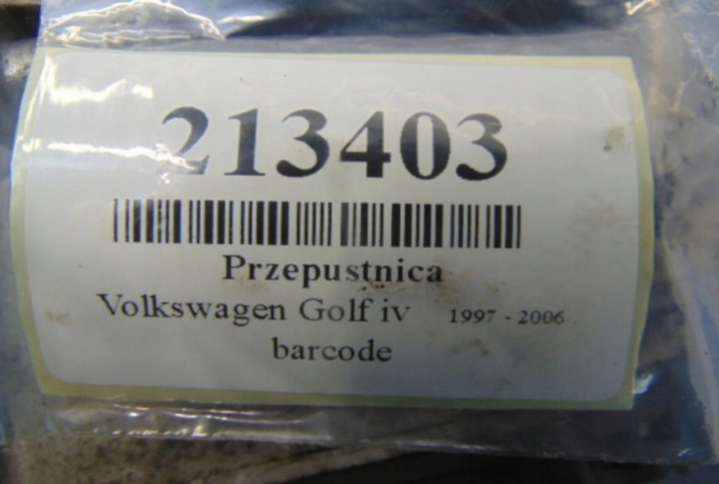 213403
Przepustnica
Volkswagen Golf iv 1997 - 2006
barcode